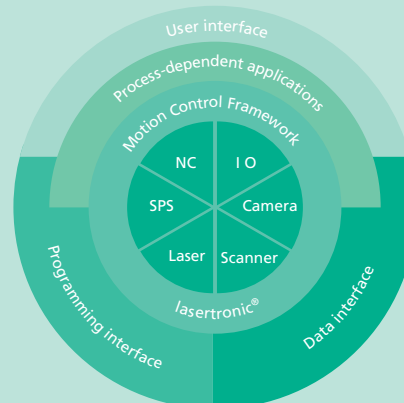 User interface
Process-dependent applications
Motion Control Framework
NC
I O
SPS
Camera
Laser
Scanner
lasertronic®
Programming interface
Data interface